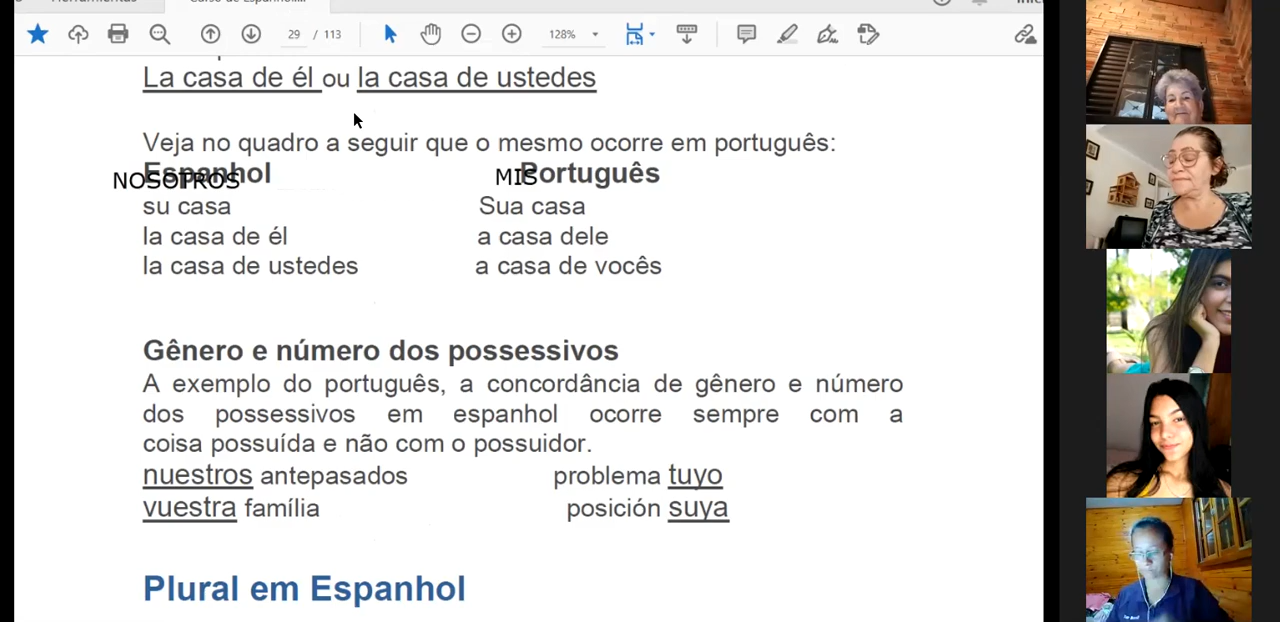 29 / 113 128%
La casa de él ou la casa de ustedes
Veja no quadro a seguir que o mesmo ocorre em português:
Espanhol Português
NOSOTROS MIS
su casa Sua casa
la casa de él a casa dele
la casa de ustedes a casa de vocês
Gênero e número dos possessivos
A exemplo do português, a concordância de gênero e número
dos possessivos em espanhol ocorre sempre com a
coisa possuída e não com o possuidor.
nuestros antepasados problema tuyo
vuestra família posición suya
Plural em Espanhol